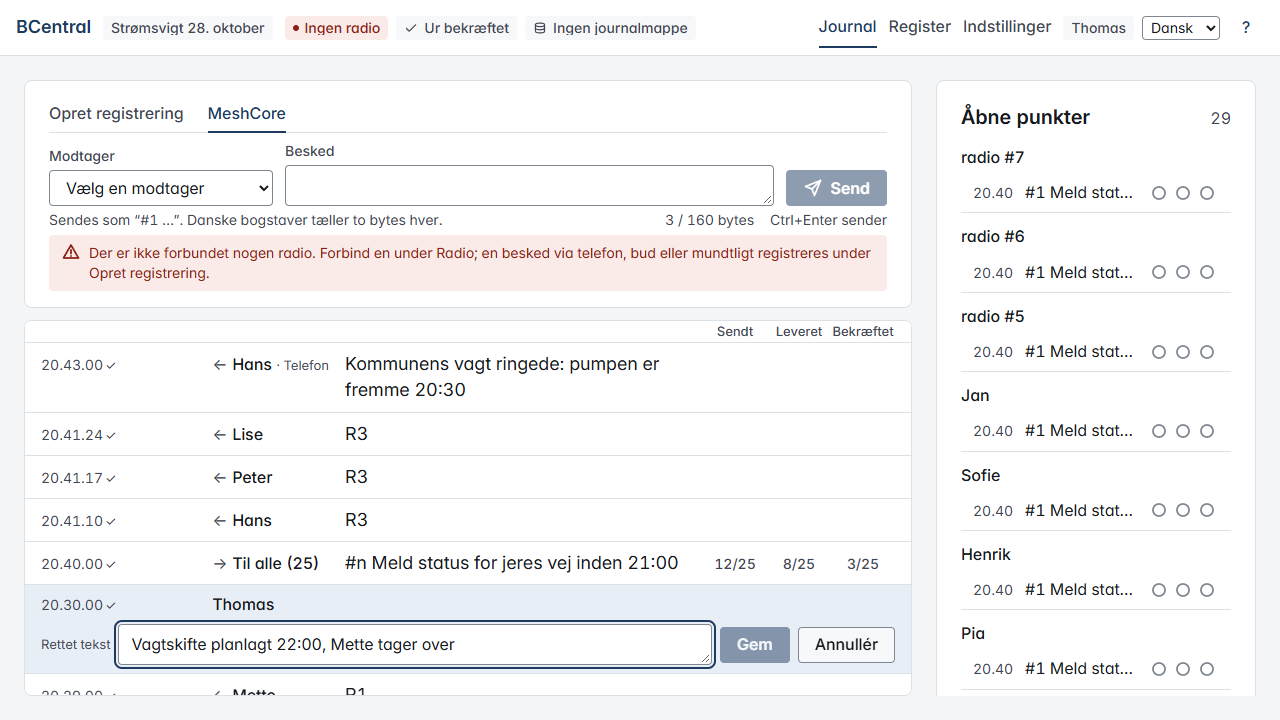 BCentral
Strømsvigt 28. oktober
Ingen radio
Ur bekræftet
Ingen journalmappe
Journal
Register
Indstillinger
Thomas
Dansk
?
Opret registrering
MeshCore
Modtager
Besked
Vælg en modtager
Send
Sendes som “#1 …”. Danske bogstaver tæller to bytes hver.
3 / 160 bytes
Ctrl+Enter sender
Der er ikke forbundet nogen radio. Forbind en under Radio; en besked via telefon, bud eller mundtligt registreres under
Opret registrering.
Sendt Leveret Bekræftet
20.43.00 ✓ ← Hans · Telefon Kommunens vagt ringede: pumpen er
fremme 20:30
20.41.24 ✓ ← Lise R3
20.41.17 ✓ ← Peter R3
20.41.10 ✓ ← Hans R3
20.40.00 ✓ → Til alle (25) #n Meld status for jeres vej inden 21:00 12/25 8/25 3/25
20.30.00 ✓ Thomas
Rettet tekst Vagtskifte planlagt 22:00, Mette tager over Gem Annullér
20.29.00 ✓ ← Mette R1
Åbne punkter 29
radio #7
20.40 #1 Meld stat…
radio #6
20.40 #1 Meld stat…
radio #5
20.40 #1 Meld stat…
Jan
20.40 #1 Meld stat…
Sofie
20.40 #1 Meld stat…
Henrik
20.40 #1 Meld stat…
Pia
20.40 #1 Meld stat…